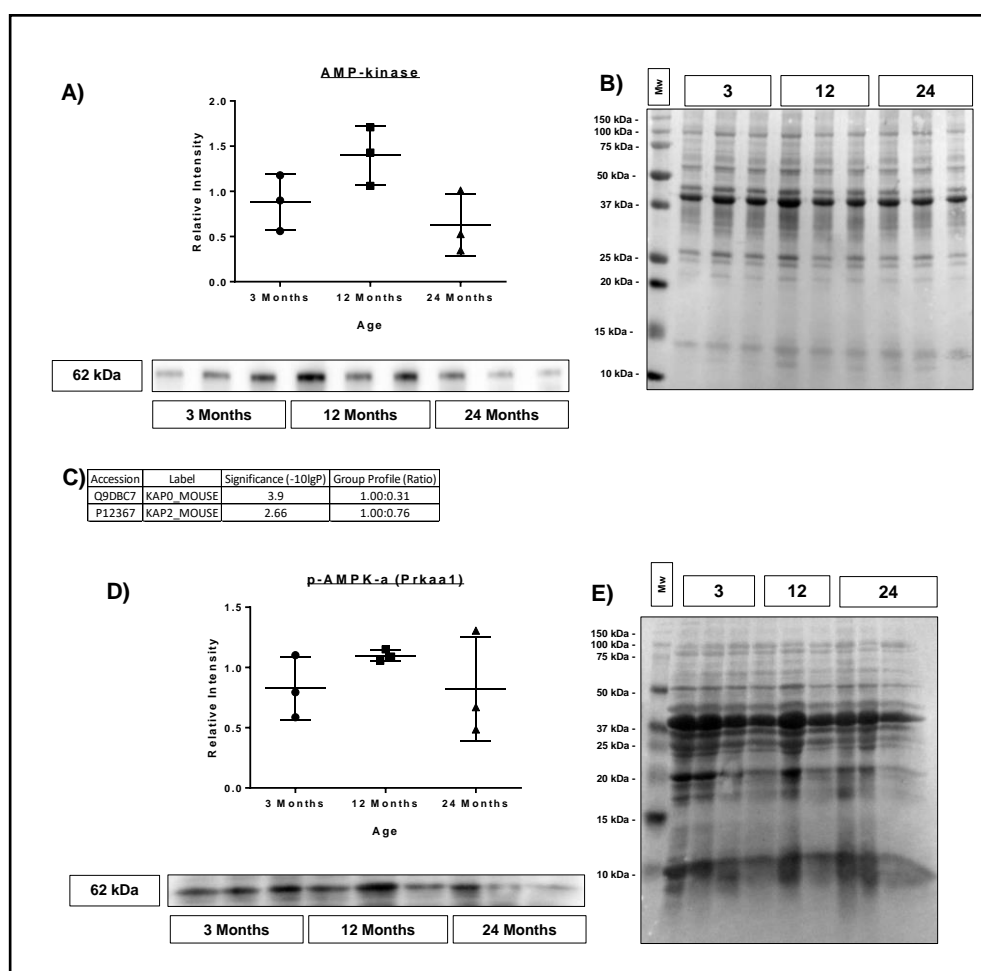 A)
AMP-kinase
2.0
1.5
1.0
0.5
0.0
Relative Intensity
3 Months 12 Months 24 Months
Age
62 kDa
3 Months 12 Months 24 Months
B)
Mw 3 12 24
150 kDa -
100 kDa -
75 kDa -
50 kDa -
37 kDa -
25 kDa -
20 kDa -
15 kDa -
10 kDa -
C)
Accession Label Significance (-10lgP) Group Profile (Ratio)
Q9DBC7 KAP0_MOUSE 3.9 1.00:0.31
P12367 KAP2_MOUSE 2.66 1.00:0.76
D)
p-AMPK-a (Prkaa1)
1.5
1.0
0.5
0.0
Relative Intensity
3 Months 12 Months 24 Months
Age
62 kDa
3 Months 12 Months 24 Months
E)
Mw 3 12 24
150 kDa -
100 kDa -
75 kDa -
50 kDa -
37 kDa -
25 kDa -
20 kDa -
15 kDa -
10 kDa -